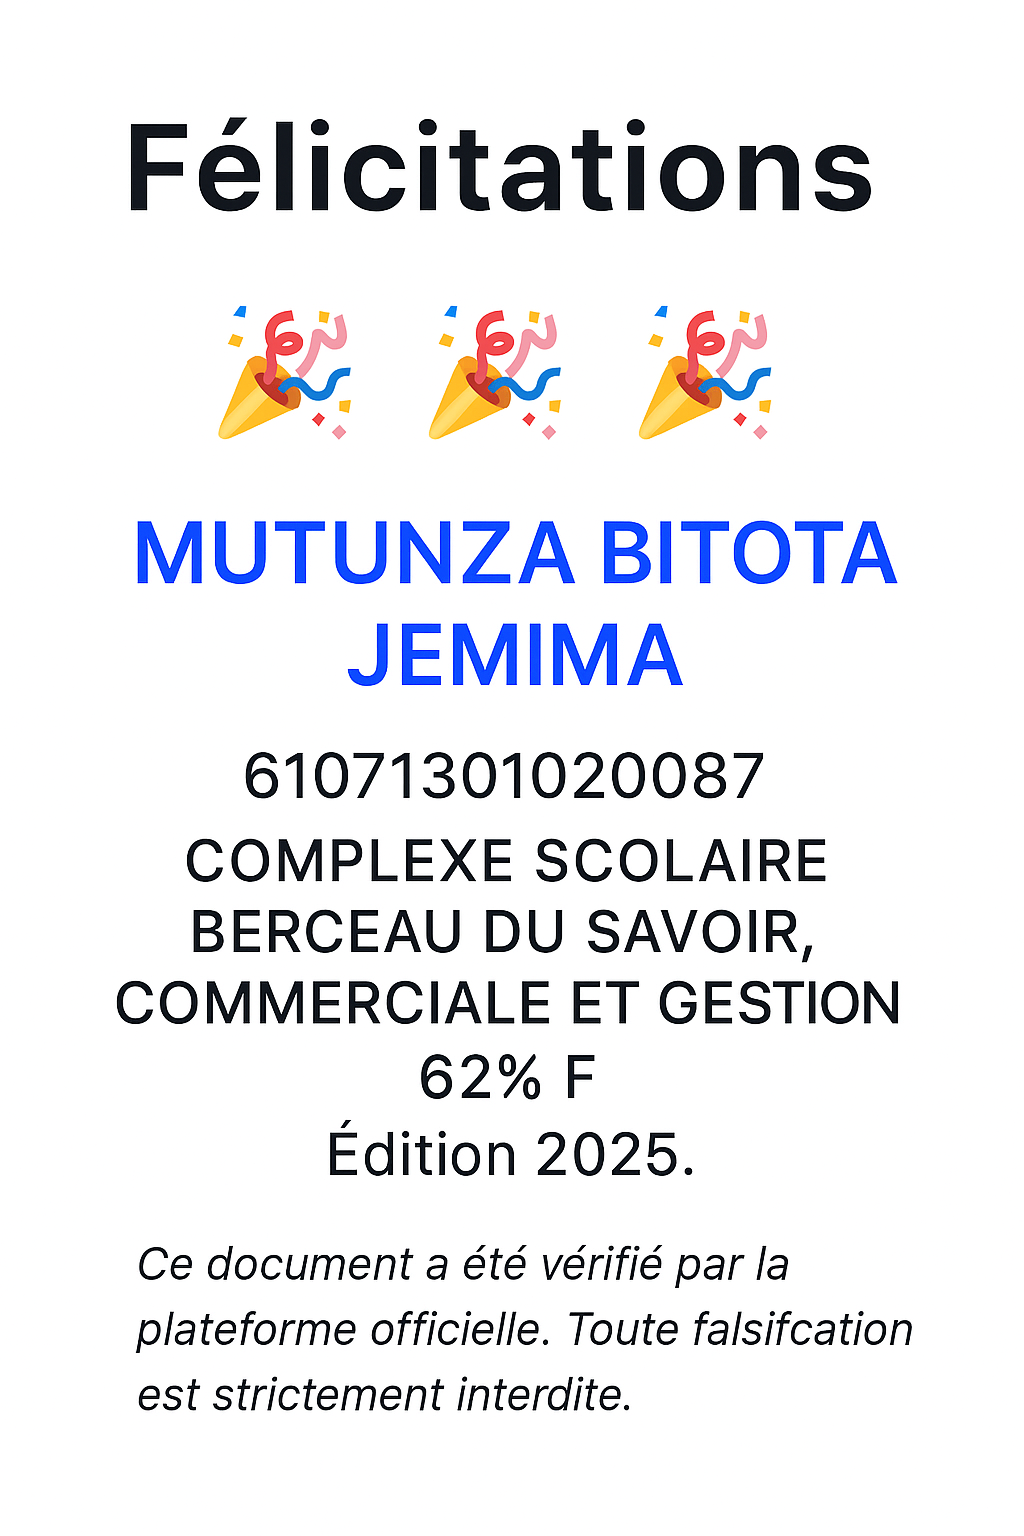 Félicitations
MUTUNZA BITOTA
JEMIMA
61071301020087
COMPLEXE SCOLAIRE
BERCEAU DU SAVOIR,
COMMERCIALE ET GESTION
62% F
Édition 2025.
Ce document a été vérifié par la
plateforme officielle. Toute falsifcation
est strictement interdite.